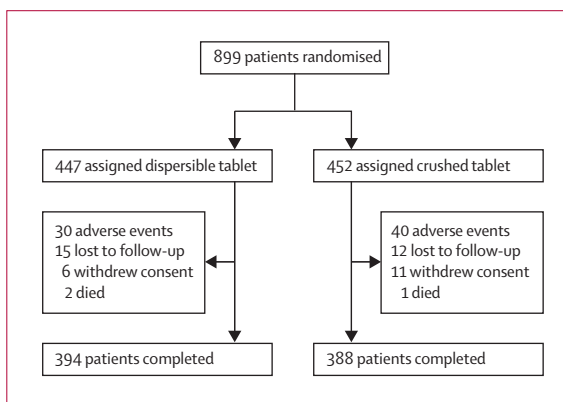 899 patients randomised
447 assigned dispersible tablet
452 assigned crushed tablet
30 adverse events
15 lost to follow-up
6 withdrew consent
2 died
40 adverse events
12 lost to follow-up
11 withdrew consent
1 died
394 patients completed
388 patients completed